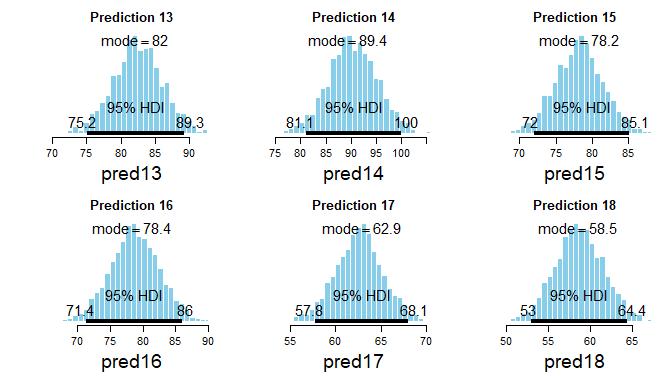 Prediction 13
mode = 82
95% HDI
75.2 89.3
70 75 80 85 90
pred13
Prediction 14
mode = 89.4
95% HDI
81.1 100
75 80 85 90 95 100
pred14
Prediction 15
mode = 78.2
95% HDI
72 85.1
70 75 80 85
pred15
Prediction 16
mode = 78.4
95% HDI
71.4 86
70 75 80 85 90
pred16
Prediction 17
mode = 62.9
95% HDI
57.8 68.1
55 60 65 70
pred17
Prediction 18
mode = 58.5
95% HDI
53 64.4
50 55 60 65
pred18